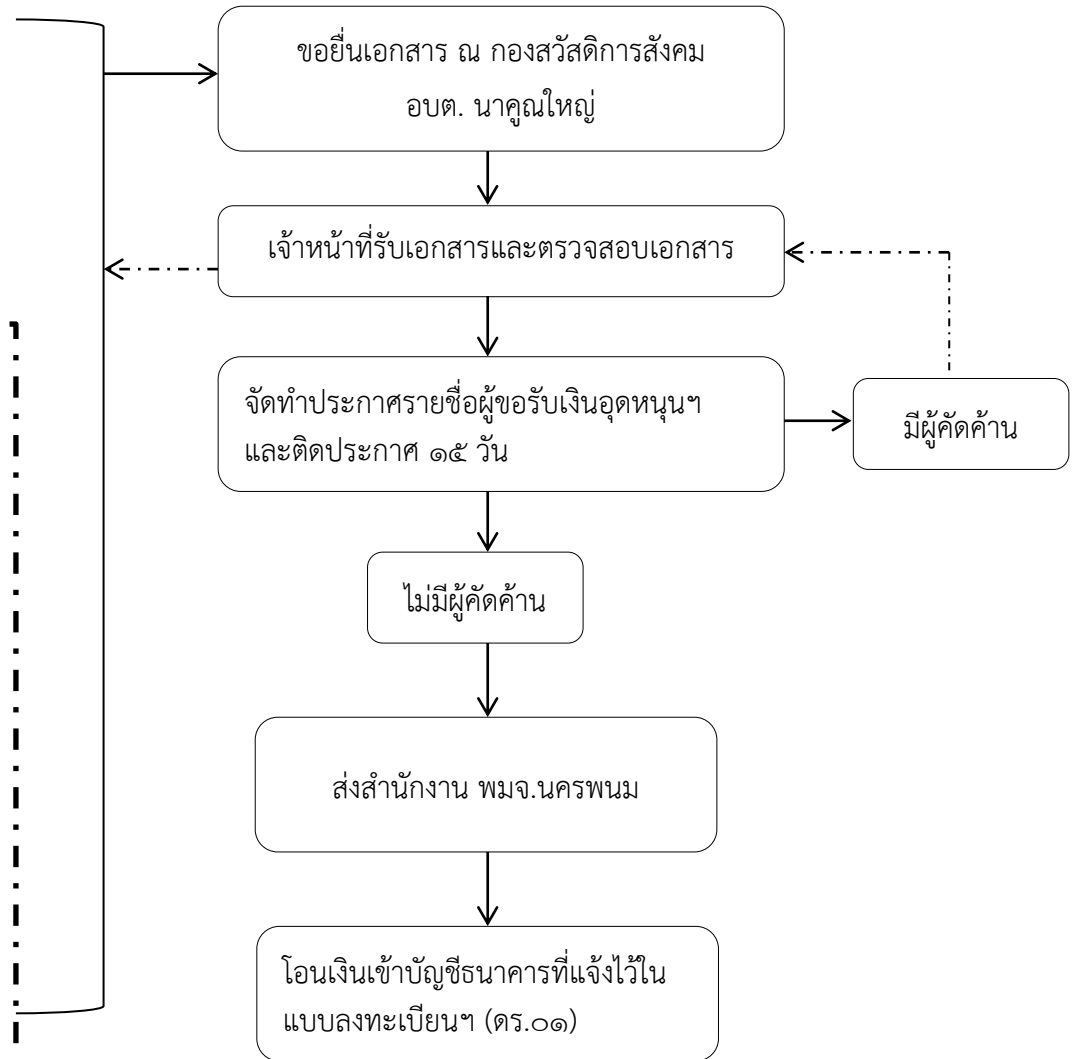 ขอยื่นเอกสาร ณ กองสวัสดิการสังคม
อบต. นาคูณใหญ่
เจ้าหน้าที่รับเอกสารและตรวจสอบเอกสาร
จัดทำประกาศรายชื่อผู้ขอรับเงินอุดหนุนฯ
และติดประกาศ ๑๕ วัน
มีผู้คัดค้าน
ไม่มีผู้คัดค้าน
ส่งสำนักงาน พมจ.นครพนม
โอนเงินเข้าบัญชีธนาคารที่แจ้งไว้ใน
แบบลงทะเบียนฯ (ดร.๐๑)